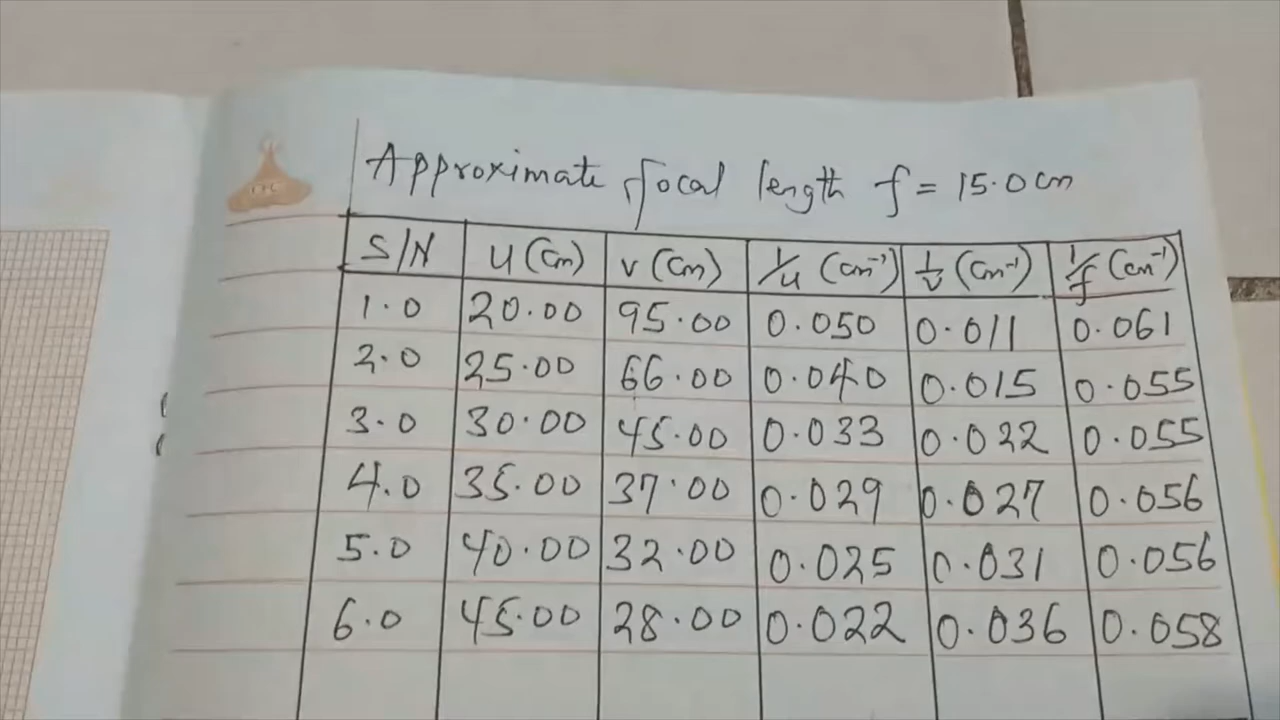 Approximate focal length f = 15.0cm
S/N U (cm) v (cm) 1/u (cm⁻¹) 1/v (cm⁻¹) 1/f (cm⁻¹)
1.0 20.00 95.00 0.050 0.011 0.061
2.0 25.00 66.00 0.040 0.015 0.055
3.0 30.00 45.00 0.033 0.022 0.055
4.0 35.00 37.00 0.029 0.027 0.056
5.0 40.00 32.00 0.025 0.031 0.056
6.0 45.00 28.00 0.022 0.036 0.058